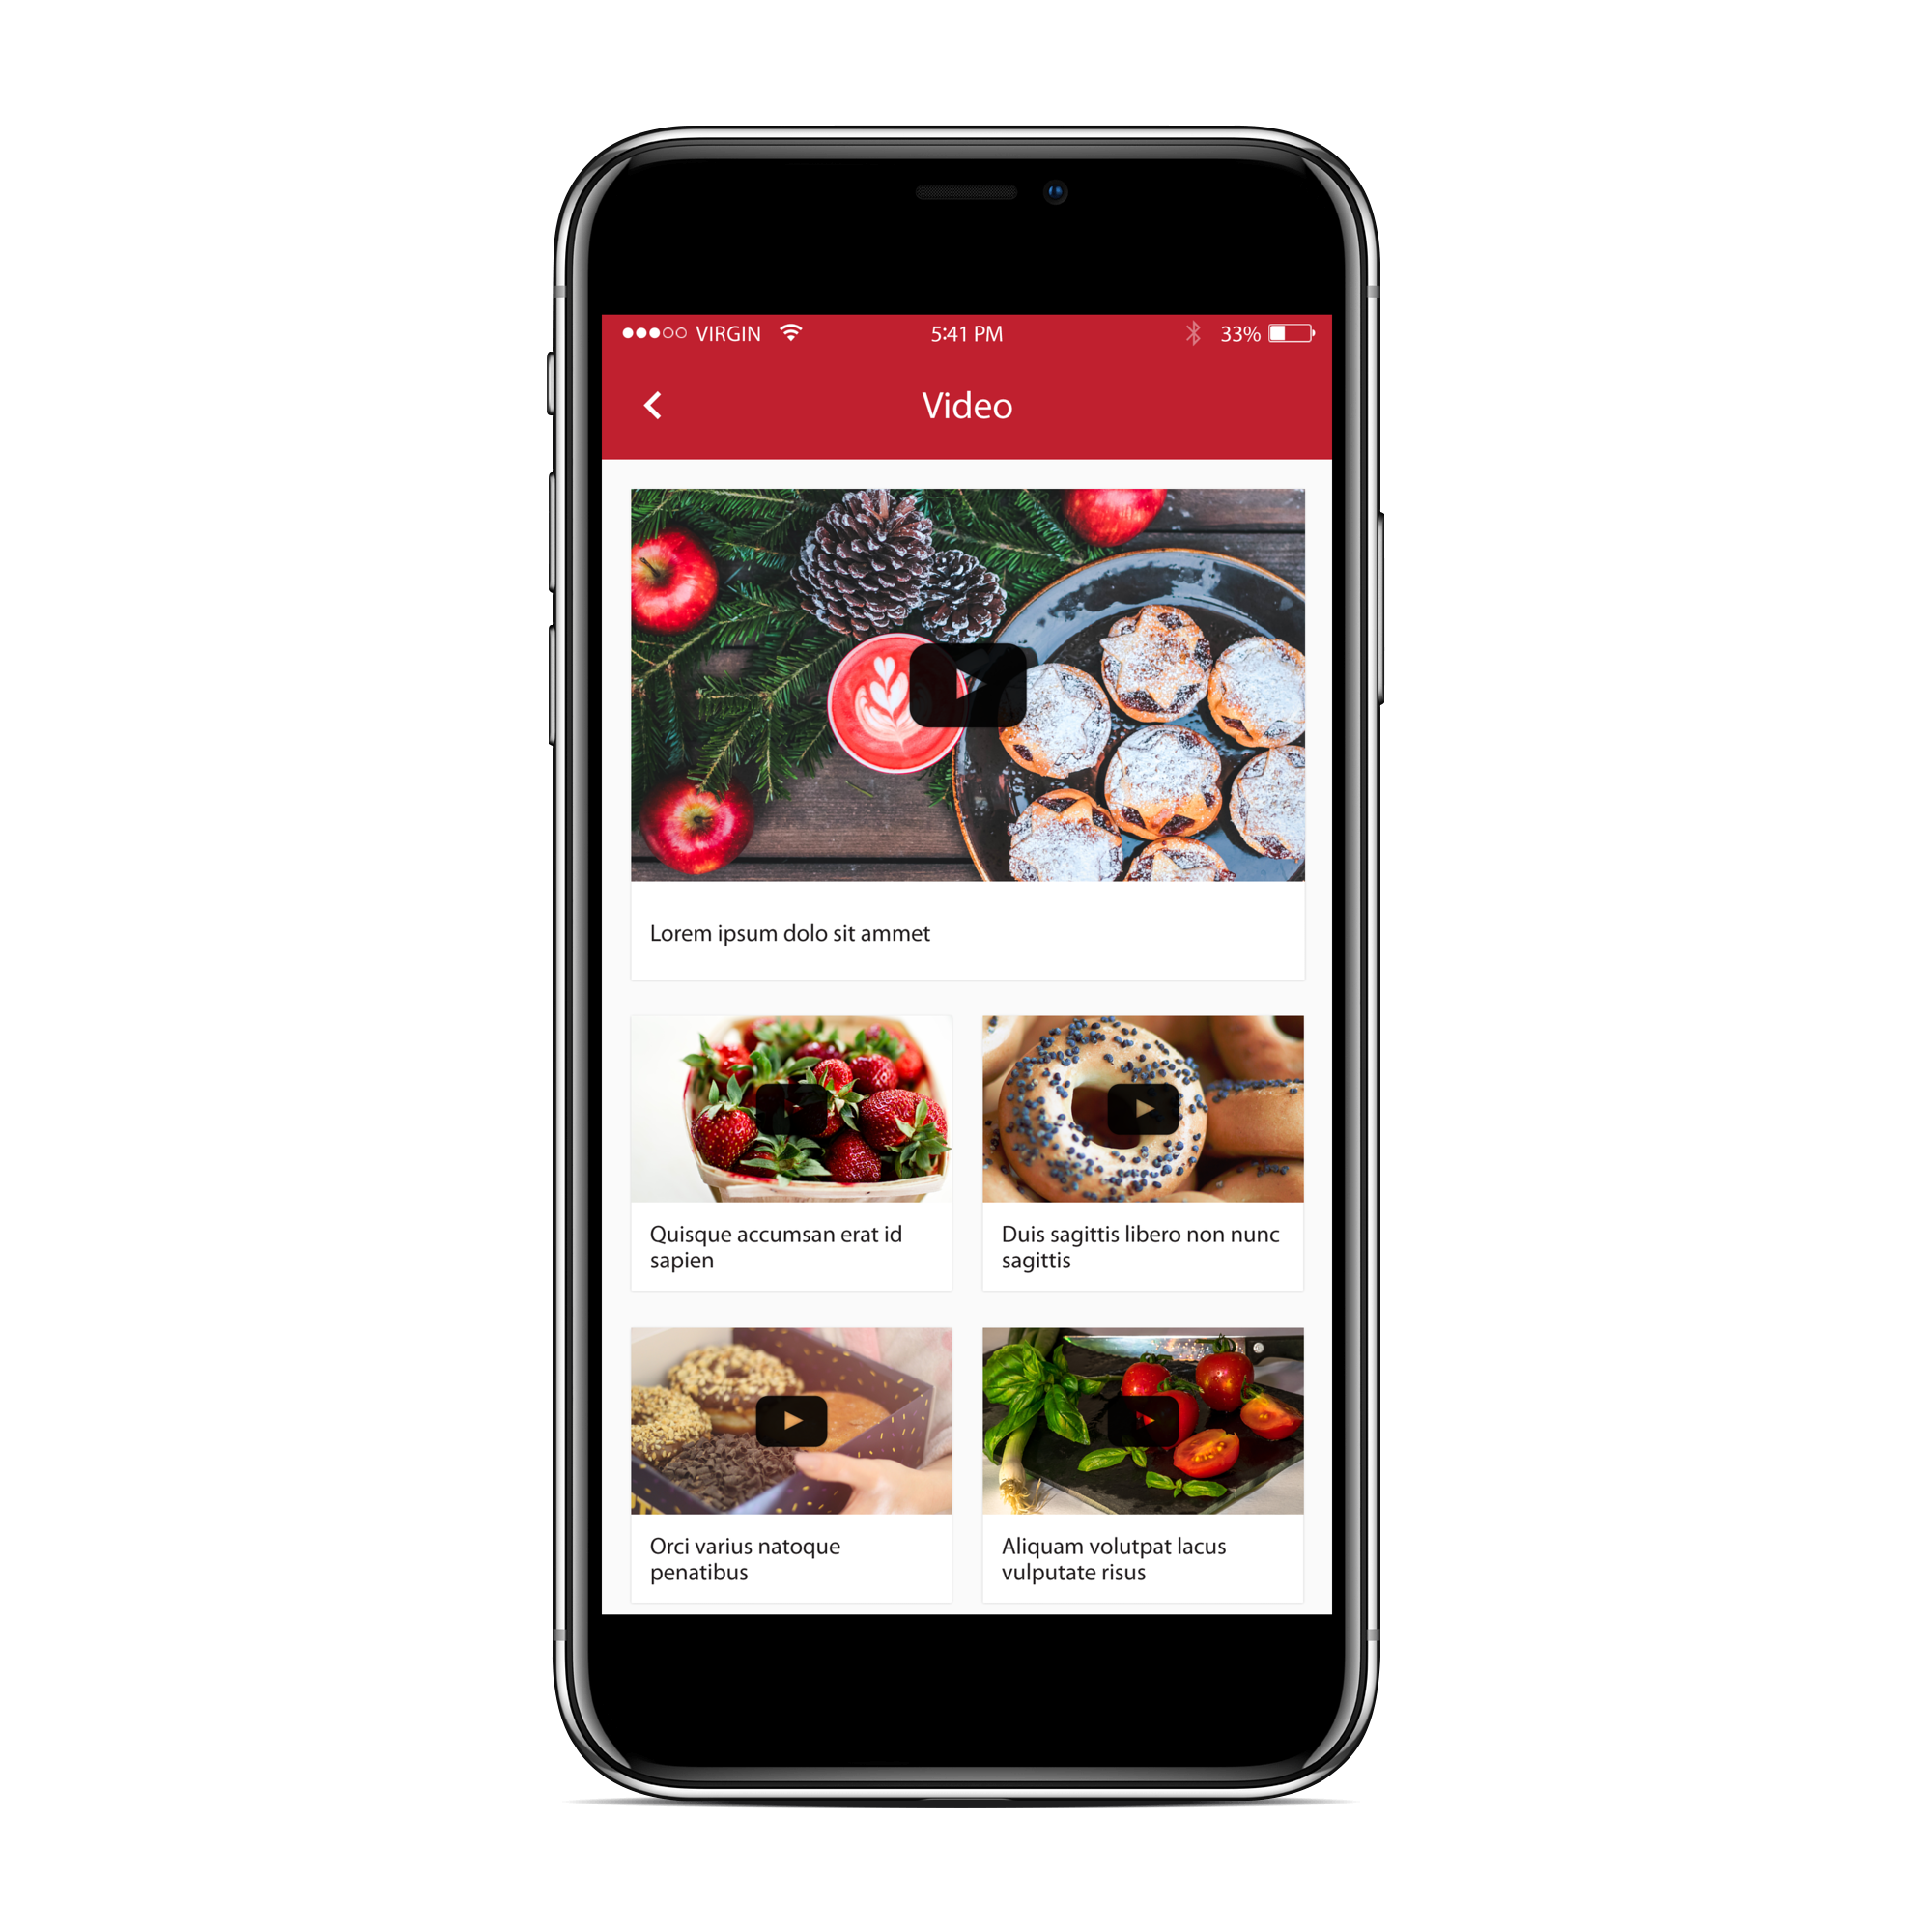 VIRGIN 5:41 PM 33%
Video
Lorem ipsum dolo sit ammet
Quisque accumsan erat id
sapien
Duis sagittis libero non nunc
sagittis
Orci varius natoque
penatibus
Aliquam volutpat lacus
vulputate risus